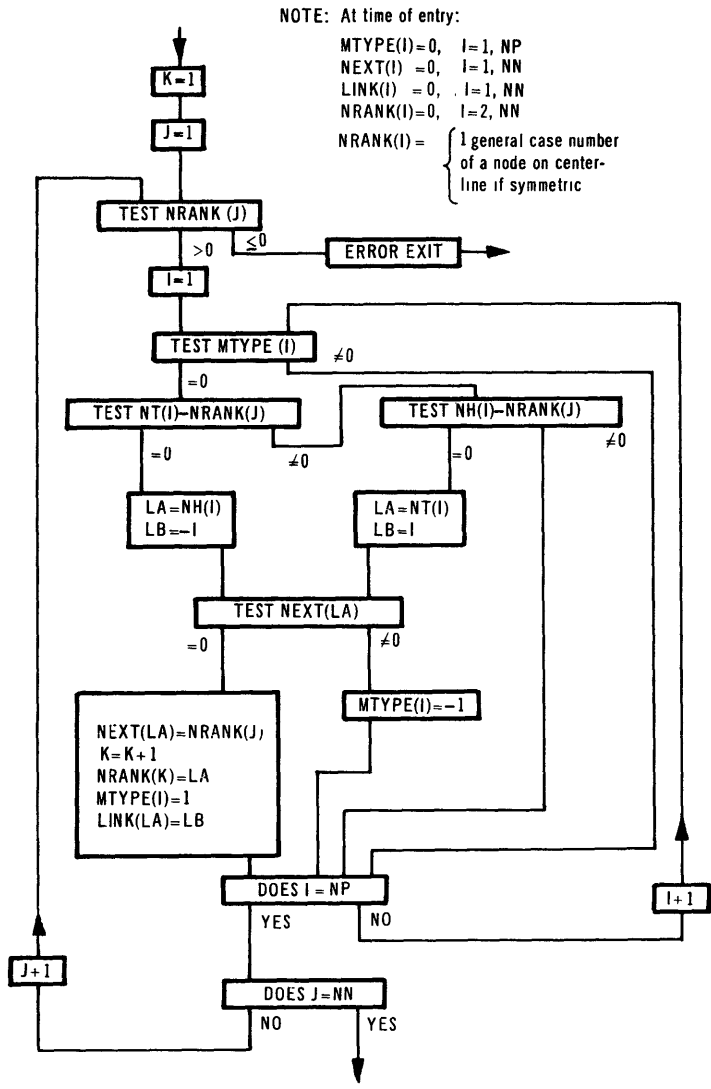 NOTE: At time of entry:
MTYPE(I)=0, I=1, NP
NEXT(I) =0, I=1, NN
LINK(I) =0, I=1, NN
NRANK(I)=0, I=2, NN
NRANK(I)= { 1 general case number
of a node on center-
line if symmetric
K=1
J=1
TEST NRANK (J)
>0
≤0
ERROR EXIT
I=1
TEST MTYPE (I)
≠0
=0
TEST NT(I)-NRANK(J)
TEST NH(I)-NRANK(J)
=0
≠0
=0
≠0
LA=NH(I)
LB=-I
LA=NT(I)
LB=I
TEST NEXT(LA)
=0
≠0
NEXT(LA)=NRANK(J)
K=K+1
NRANK(K)=LA
MTYPE(I)=1
LINK(LA)=LB
MTYPE(I)=-1
DOES I=NP
YES
NO
I+1
J+1
DOES J=NN
NO
YES